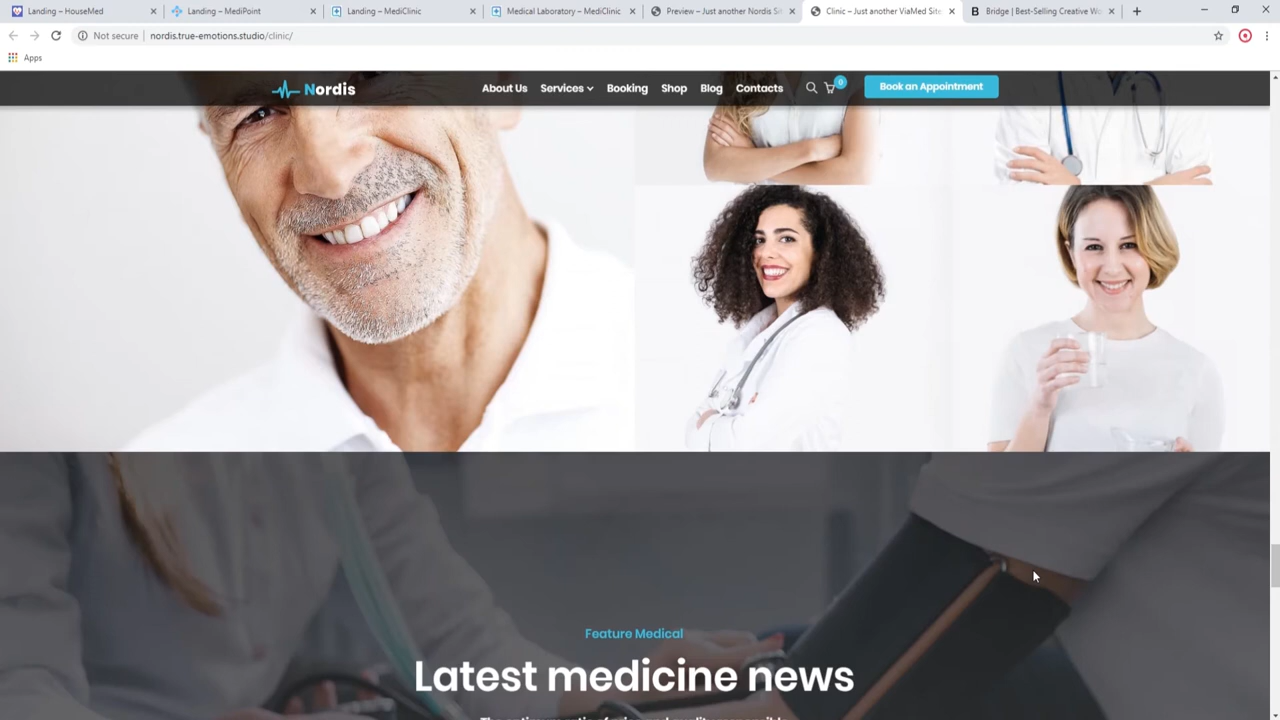 Landing – HouseMed
Landing – MediPoint
Landing – MediClinic
Medical Laboratory – MediClinic
Preview – Just another Nordis Sit
Clinic – Just another ViaMed Site
Bridge | Best-Selling Creative Wo
Not secure
nordis.true-emotions.studio/clinic/
Apps
Nordis
About Us
Services
Booking
Shop
Blog
Contacts
0
Book an Appointment
Feature Medical
Latest medicine news